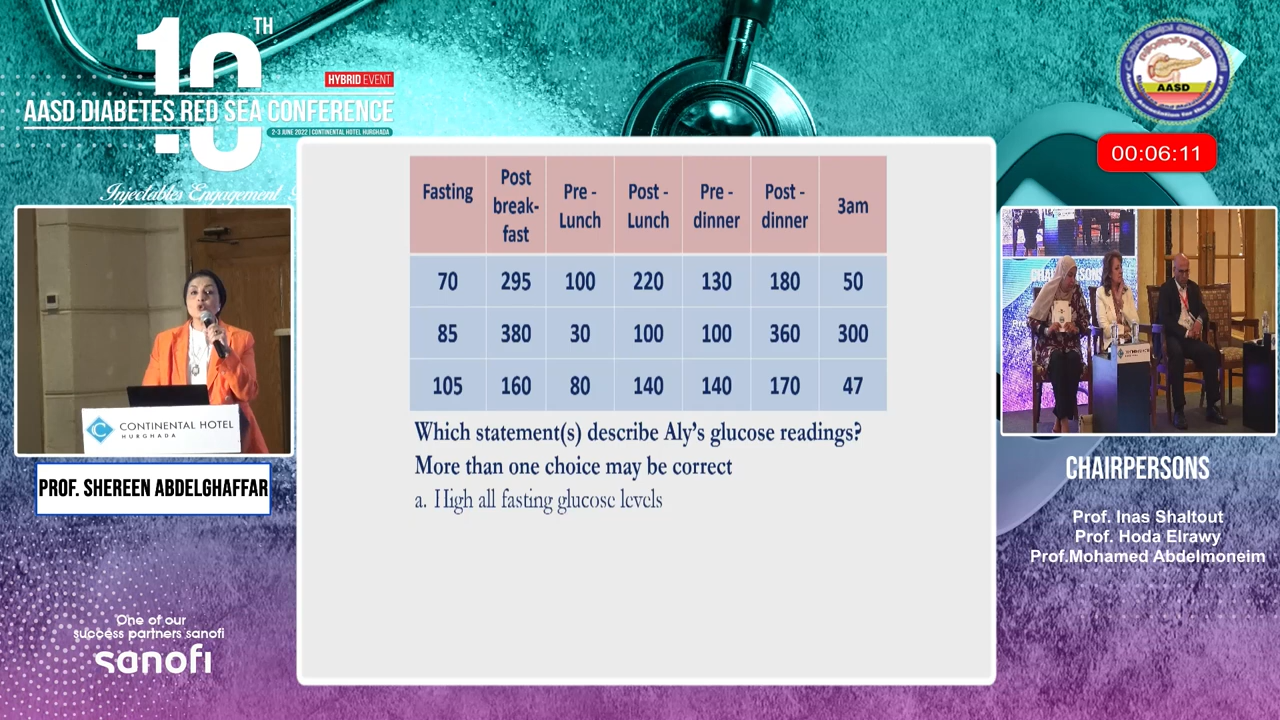 10TH
HYBRID EVENT
AASD DIABETES RED SEA CONFERENCE
2-3 JUNE 2022 | CONTINENTAL HOTEL HURGHADA
Injectables Engagement
AASD
00:06:11
Fasting Post break-fast Pre - Lunch Post - Lunch Pre - dinner Post - dinner 3am
70 295 100 220 130 180 50
85 380 30 100 100 360 300
105 160 80 140 140 170 47
Which statement(s) describe Aly's glucose readings?
More than one choice may be correct
a. High all fasting glucose levels
CONTINENTAL HOTEL
HURGHADA
PROF. SHEREEN ABDELGHAFFAR
CHAIRPERSONS
Prof. Inas Shaltout
Prof. Hoda Elrawy
Prof.Mohamed Abdelmoneim
One of our
success partners sanofi
sanofi